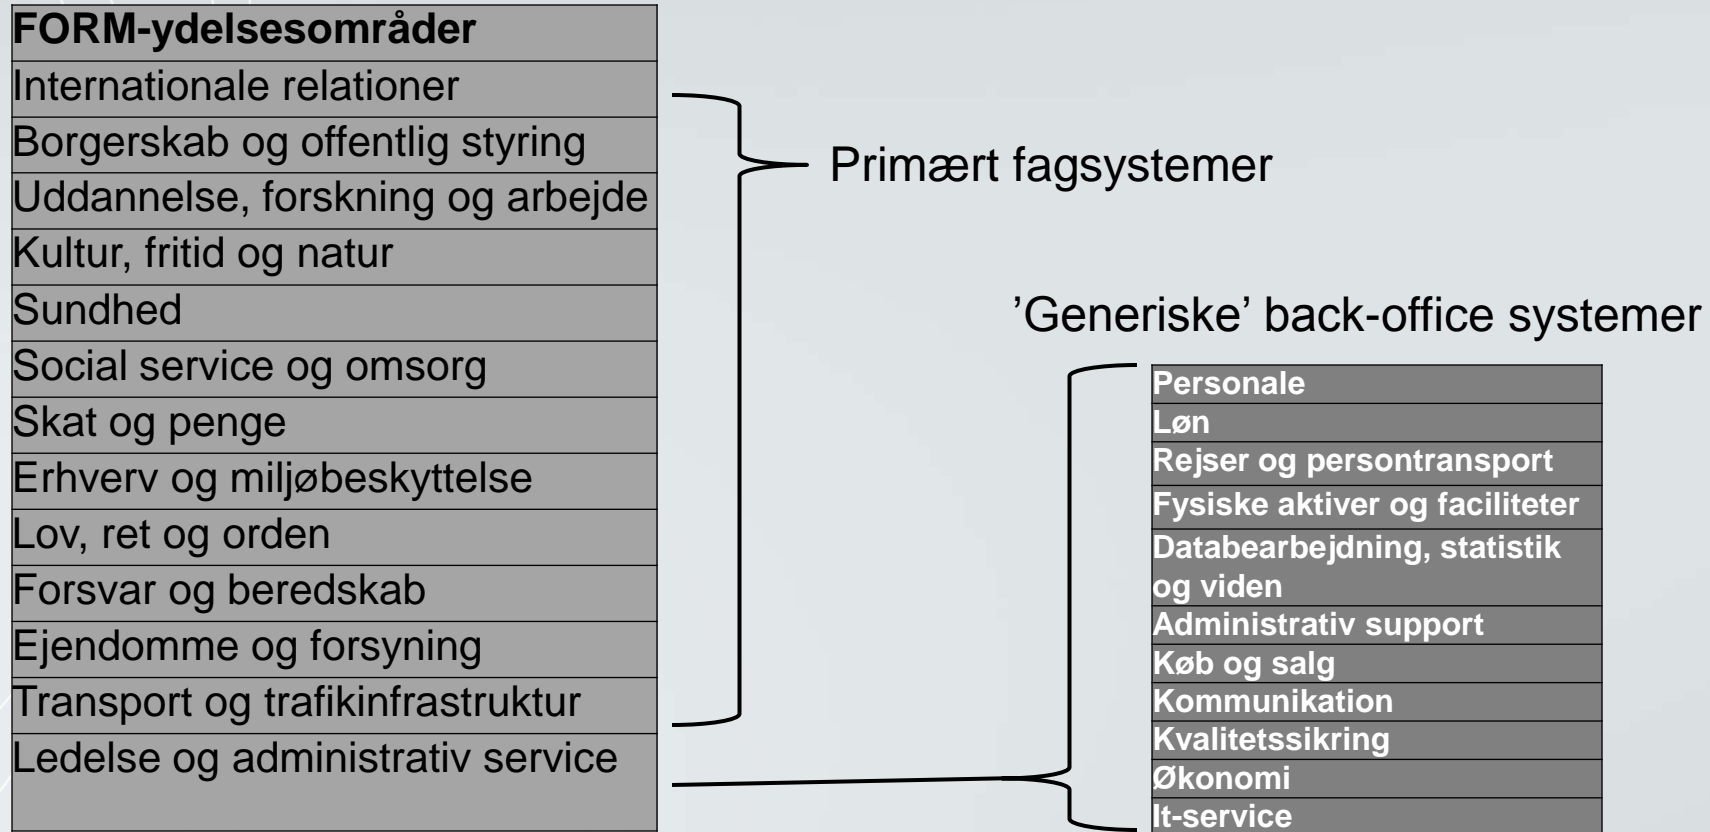 FORM-ydelsesområder
Internationale relationer
Borgerskab og offentlig styring
Uddannelse, forskning og arbejde
Kultur, fritid og natur
Sundhed
Social service og omsorg
Skat og penge
Erhverv og miljøbeskyttelse
Lov, ret og orden
Forsvar og beredskab
Ejendomme og forsyning
Transport og trafikinfrastruktur
Ledelse og administrativ service
Primært fagsystemer
’Generiske’ back-office systemer
Personale
Løn
Rejser og persontransport
Fysiske aktiver og faciliteter
Databearbejdning, statistik
og viden
Administrativ support
Køb og salg
Kommunikation
Kvalitetssikring
Økonomi
It-service